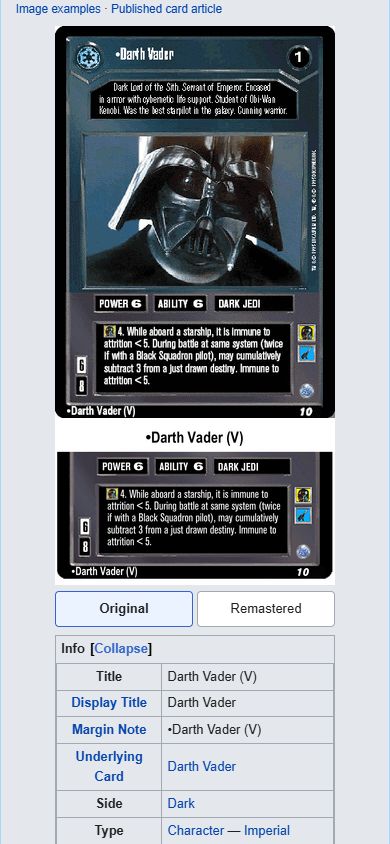 Image examples · Published card article
•Darth Vader
1
Dark Lord of the Sith. Servant of Emperor. Encased
in armor with cybernetic life support. Student of Obi-Wan
Kenobi. Was the best starpilot in the galaxy. Cunning warrior.
POWER 6 ABILITY 6 DARK JEDI
4. While aboard a starship, it is immune to
attrition < 5. During battle at same system (twice
if with a Black Squadron pilot), may cumulatively
subtract 3 from a just drawn destiny. Immune to
attrition < 5.
6
8
•Darth Vader (V) 10
•Darth Vader (V)
POWER 6 ABILITY 6 DARK JEDI
4. While aboard a starship, it is immune to
attrition < 5. During battle at same system (twice
if with a Black Squadron pilot), may cumulatively
subtract 3 from a just drawn destiny. Immune to
attrition < 5.
6
8
•Darth Vader (V) 10
Original Remastered
Info [Collapse]
Title Darth Vader (V)
Display Title Darth Vader
Margin Note •Darth Vader (V)
Underlying
Card Darth Vader
Side Dark
Type Character — Imperial